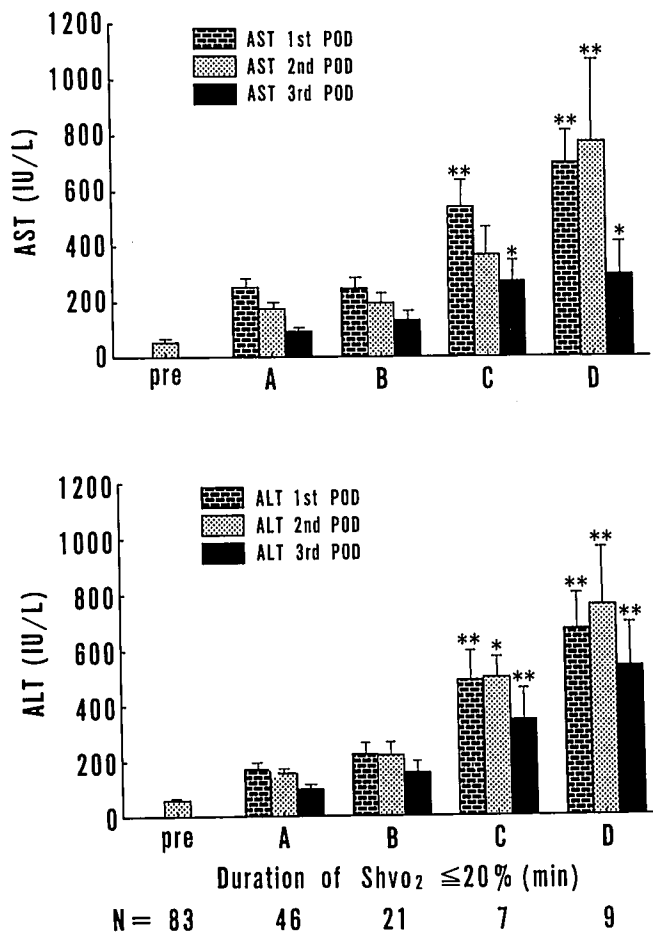 1200
1000
800
600
400
200
0
AST (IU/L)
AST 1st POD
AST 2nd POD
AST 3rd POD
** * ** ** *
pre A B C D
1200
1000
800
600
400
200
0
ALT (IU/L)
ALT 1st POD
ALT 2nd POD
ALT 3rd POD
** * ** ** ** **
pre A B C D
Duration of Shvo₂ ≦20% (min)
N = 83 46 21 7 9